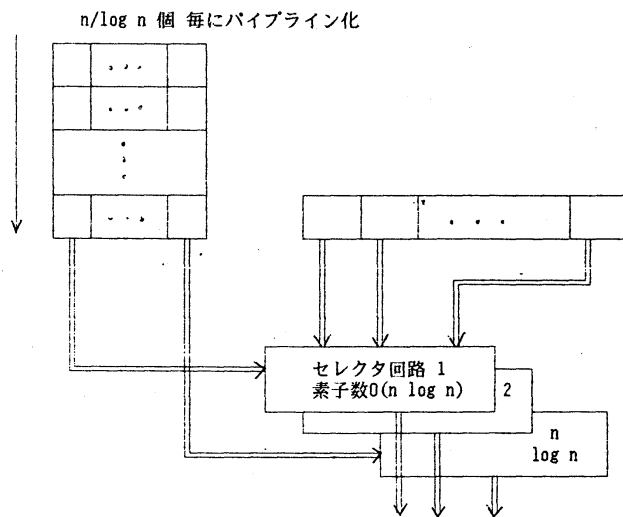 n/log n 個 毎にパイプライン化
. . .
. . .
. . .
. . .
. . .
セレクタ回路 1
素子数O(n log n)
2
n
log n